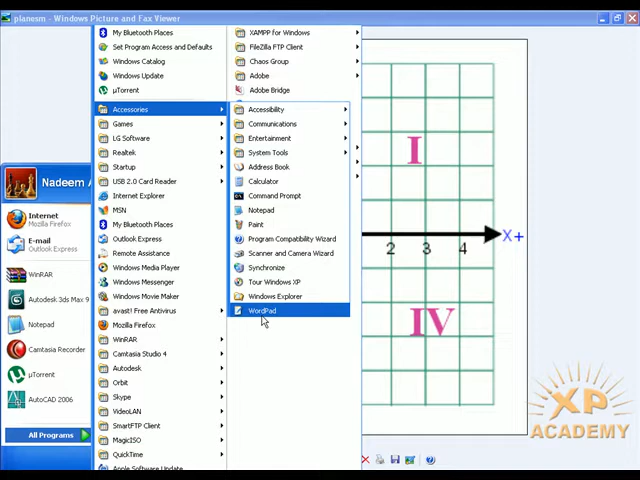 planesm - Windows Picture and Fax Viewer
My Bluetooth Places
Set Program Access and Defaults
Windows Catalog
Windows Update
µTorrent
Accessories
Games
LG Software
Realtek
Startup
USB 2.0 Card Reader
Internet Explorer
MSN
My Bluetooth Places
Outlook Express
Remote Assistance
Windows Media Player
Windows Messenger
Windows Movie Maker
avast! Free Antivirus
Mozilla Firefox
WinRAR
Camtasia Studio 4
Autodesk
Orbit
Skype
VideoLAN
SmartFTP Client
MagicISO
QuickTime
Apple Software Update
XAMPP for Windows
FileZilla FTP Client
Chaos Group
Adobe
Adobe Bridge
Accessibility
Communications
Entertainment
System Tools
Address Book
Calculator
Command Prompt
Notepad
Paint
Program Compatibility Wizard
Scanner and Camera Wizard
Synchronize
Tour Windows XP
Windows Explorer
WordPad
Nadeem A
Internet
Mozilla Firefox
E-mail
Outlook Express
WinRAR
Autodesk 3ds Max 9
Notepad
Camtasia Recorder
µTorrent
AutoCAD 2006
All Programs
I
X+
2 3 4
IV
XP
ACADEMY